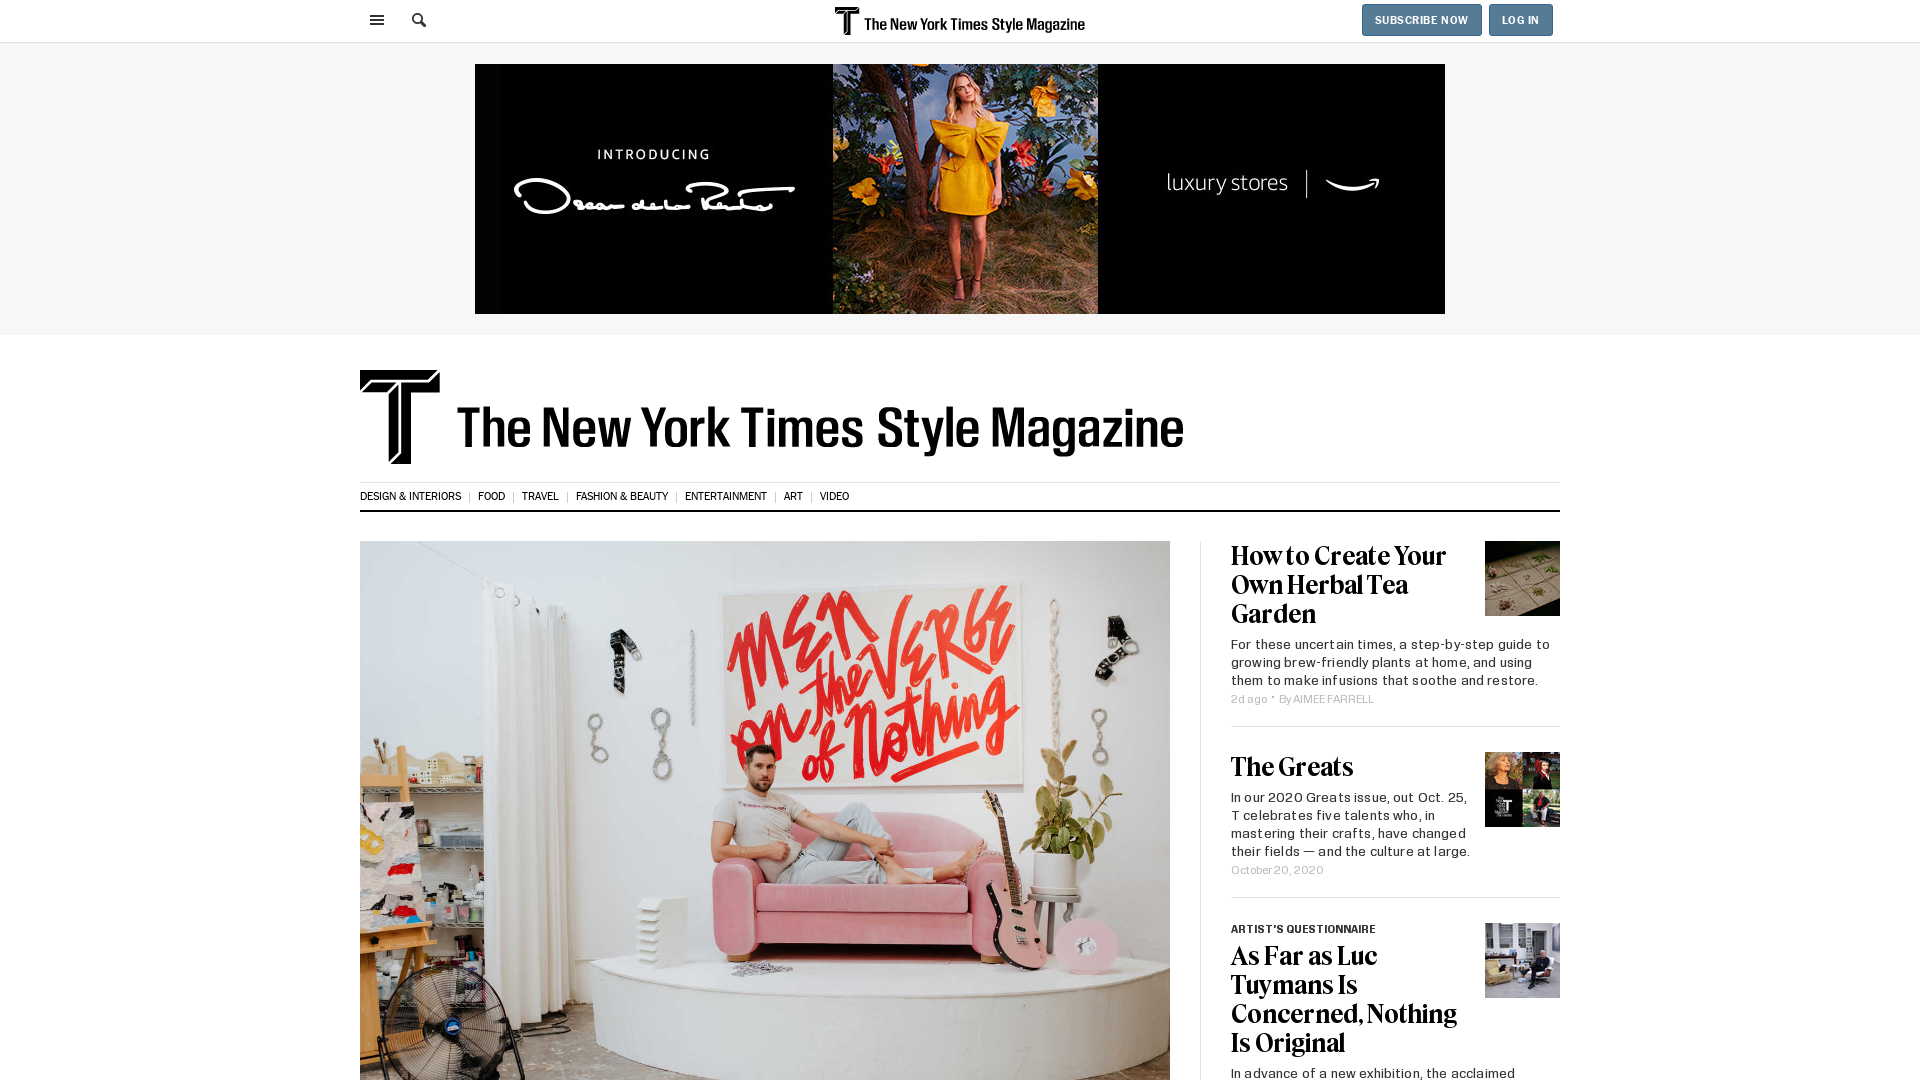 The New York Times Style Magazine
SUBSCRIBE NOW
LOG IN
INTRODUCING
Oscar de la Renta
luxury stores
The New York Times Style Magazine
DESIGN & INTERIORS
FOOD
TRAVEL
FASHION & BEAUTY
ENTERTAINMENT
ART
VIDEO
MEN
on the VERGE
of Nothing
How to Create Your
Own Herbal Tea
Garden
For these uncertain times, a step-by-step guide to
growing brew-friendly plants at home, and using
them to make infusions that soothe and restore.
2d ago · By AIMEE FARRELL
The Greats
In our 2020 Greats issue, out Oct. 25,
T celebrates five talents who, in
mastering their crafts, have changed
their fields — and the culture at large.
October 20, 2020
ARTIST'S QUESTIONNAIRE
As Far as Luc
Tuymans Is
Concerned, Nothing
Is Original
In advance of a new exhibition, the acclaimed